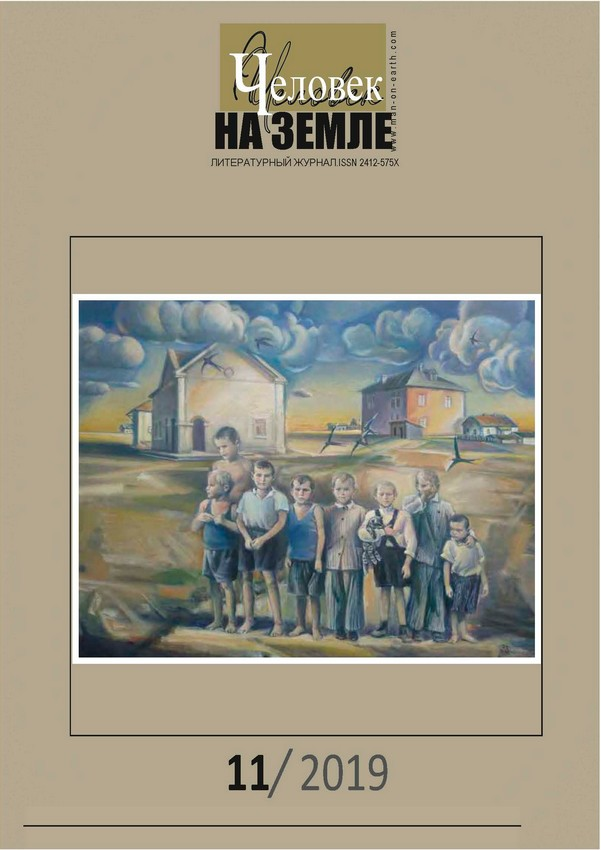 Человек
НА ЗЕМЛЕ
www.man-on-earth.com
ЛИТЕРАТУРНЫЙ ЖУРНАЛ.ISSN 2412-575X
11/ 2019